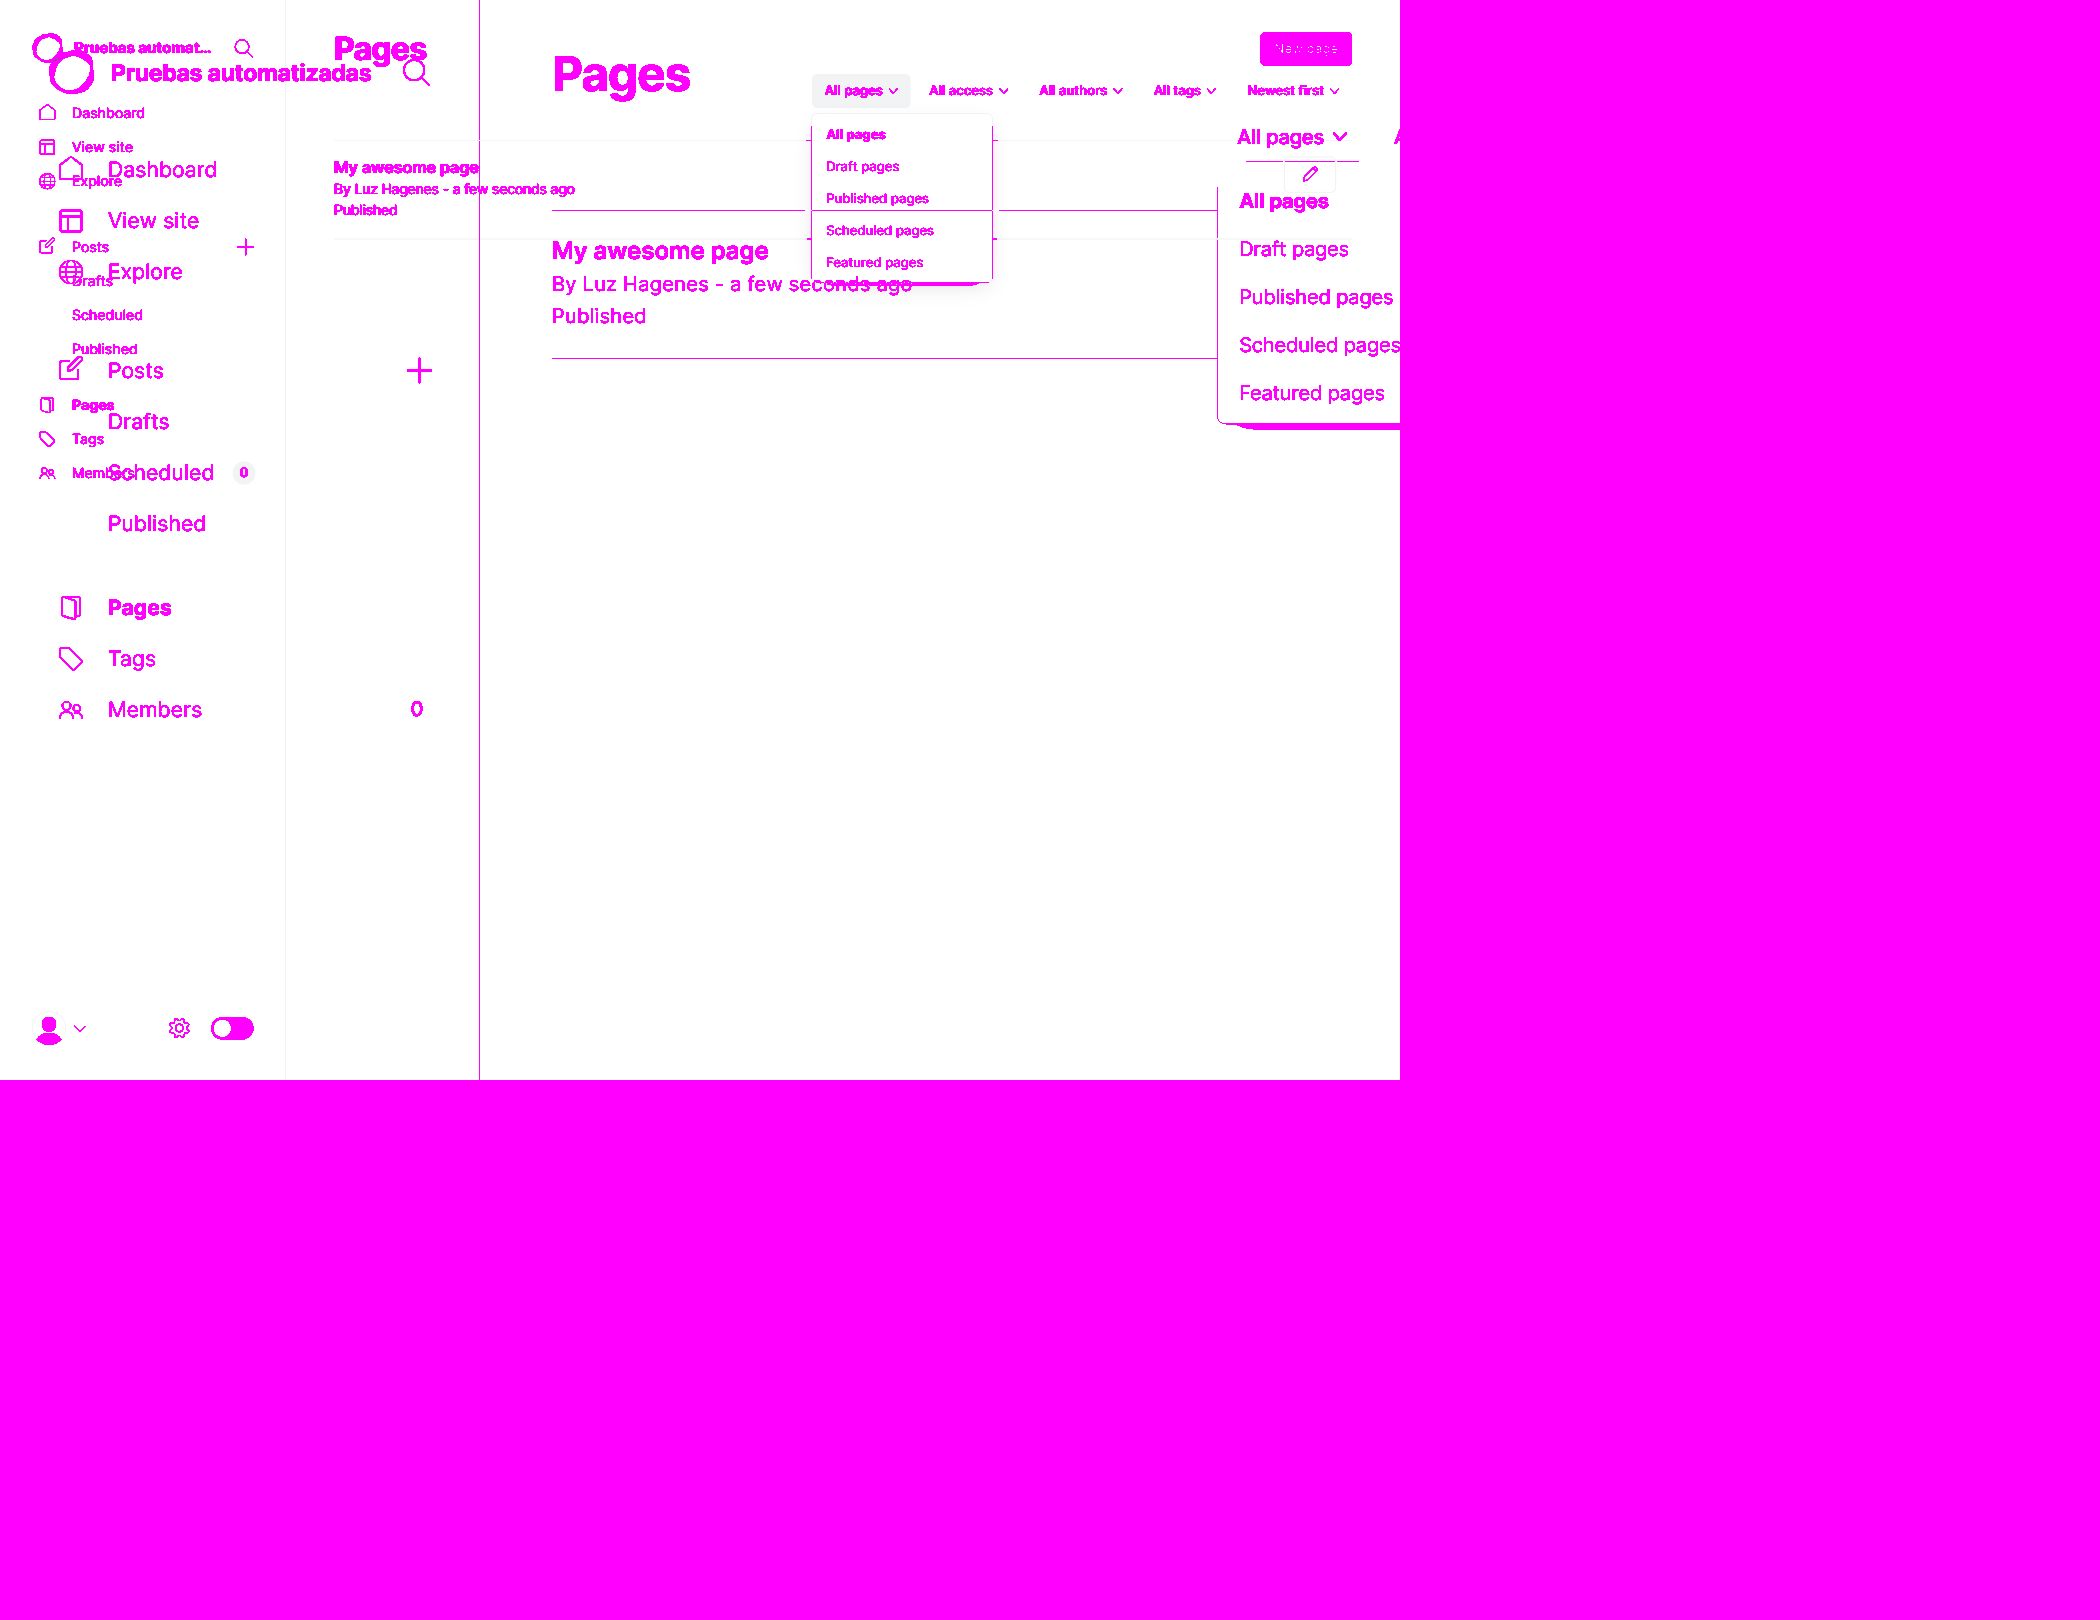 Pruebas automat...
Pruebas automatizadas
Pages
Pages
New page
All pages
All access
All authors
All tags
Newest first
All pages
Draft pages
Published pages
Scheduled pages
Featured pages
All pages
All pages
Draft pages
Published pages
Scheduled pages
Featured pages
My awesome page
By Luz Hagenes - a few seconds ago
Published
My awesome page
By Luz Hagenes - a few seconds ago
Published
Dashboard
View site
Explore
Posts
Drafts
Scheduled
Published
Pages
Tags
Members
0
Dashboard
View site
Explore
Posts
Drafts
Scheduled
Published
Pages
Tags
Members
0